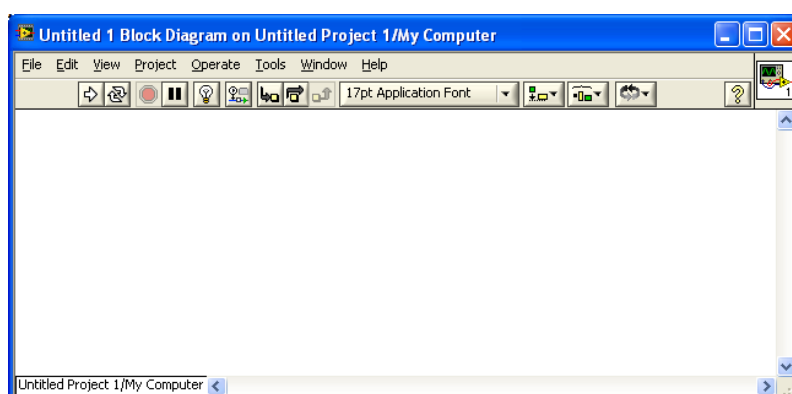 Untitled 1 Block Diagram on Untitled Project 1/My Computer
File Edit View Project Operate Tools Window Help
17pt Application Font
?
1
Untitled Project 1/My Computer